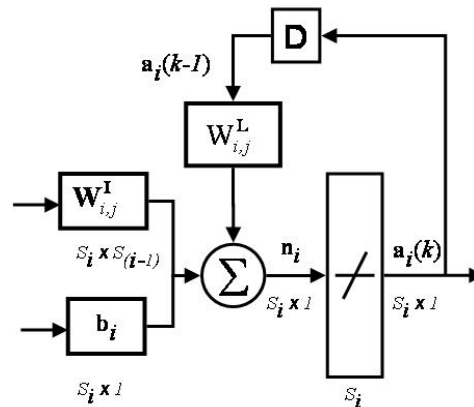 D
a_i(k-1)
W^L_{i,j}
W^I_{i,j}
S_i x S_(i-1)
Σ
n_i
S_i x 1
a_i(k)
S_i x 1
b_i
S_i x 1
S_i